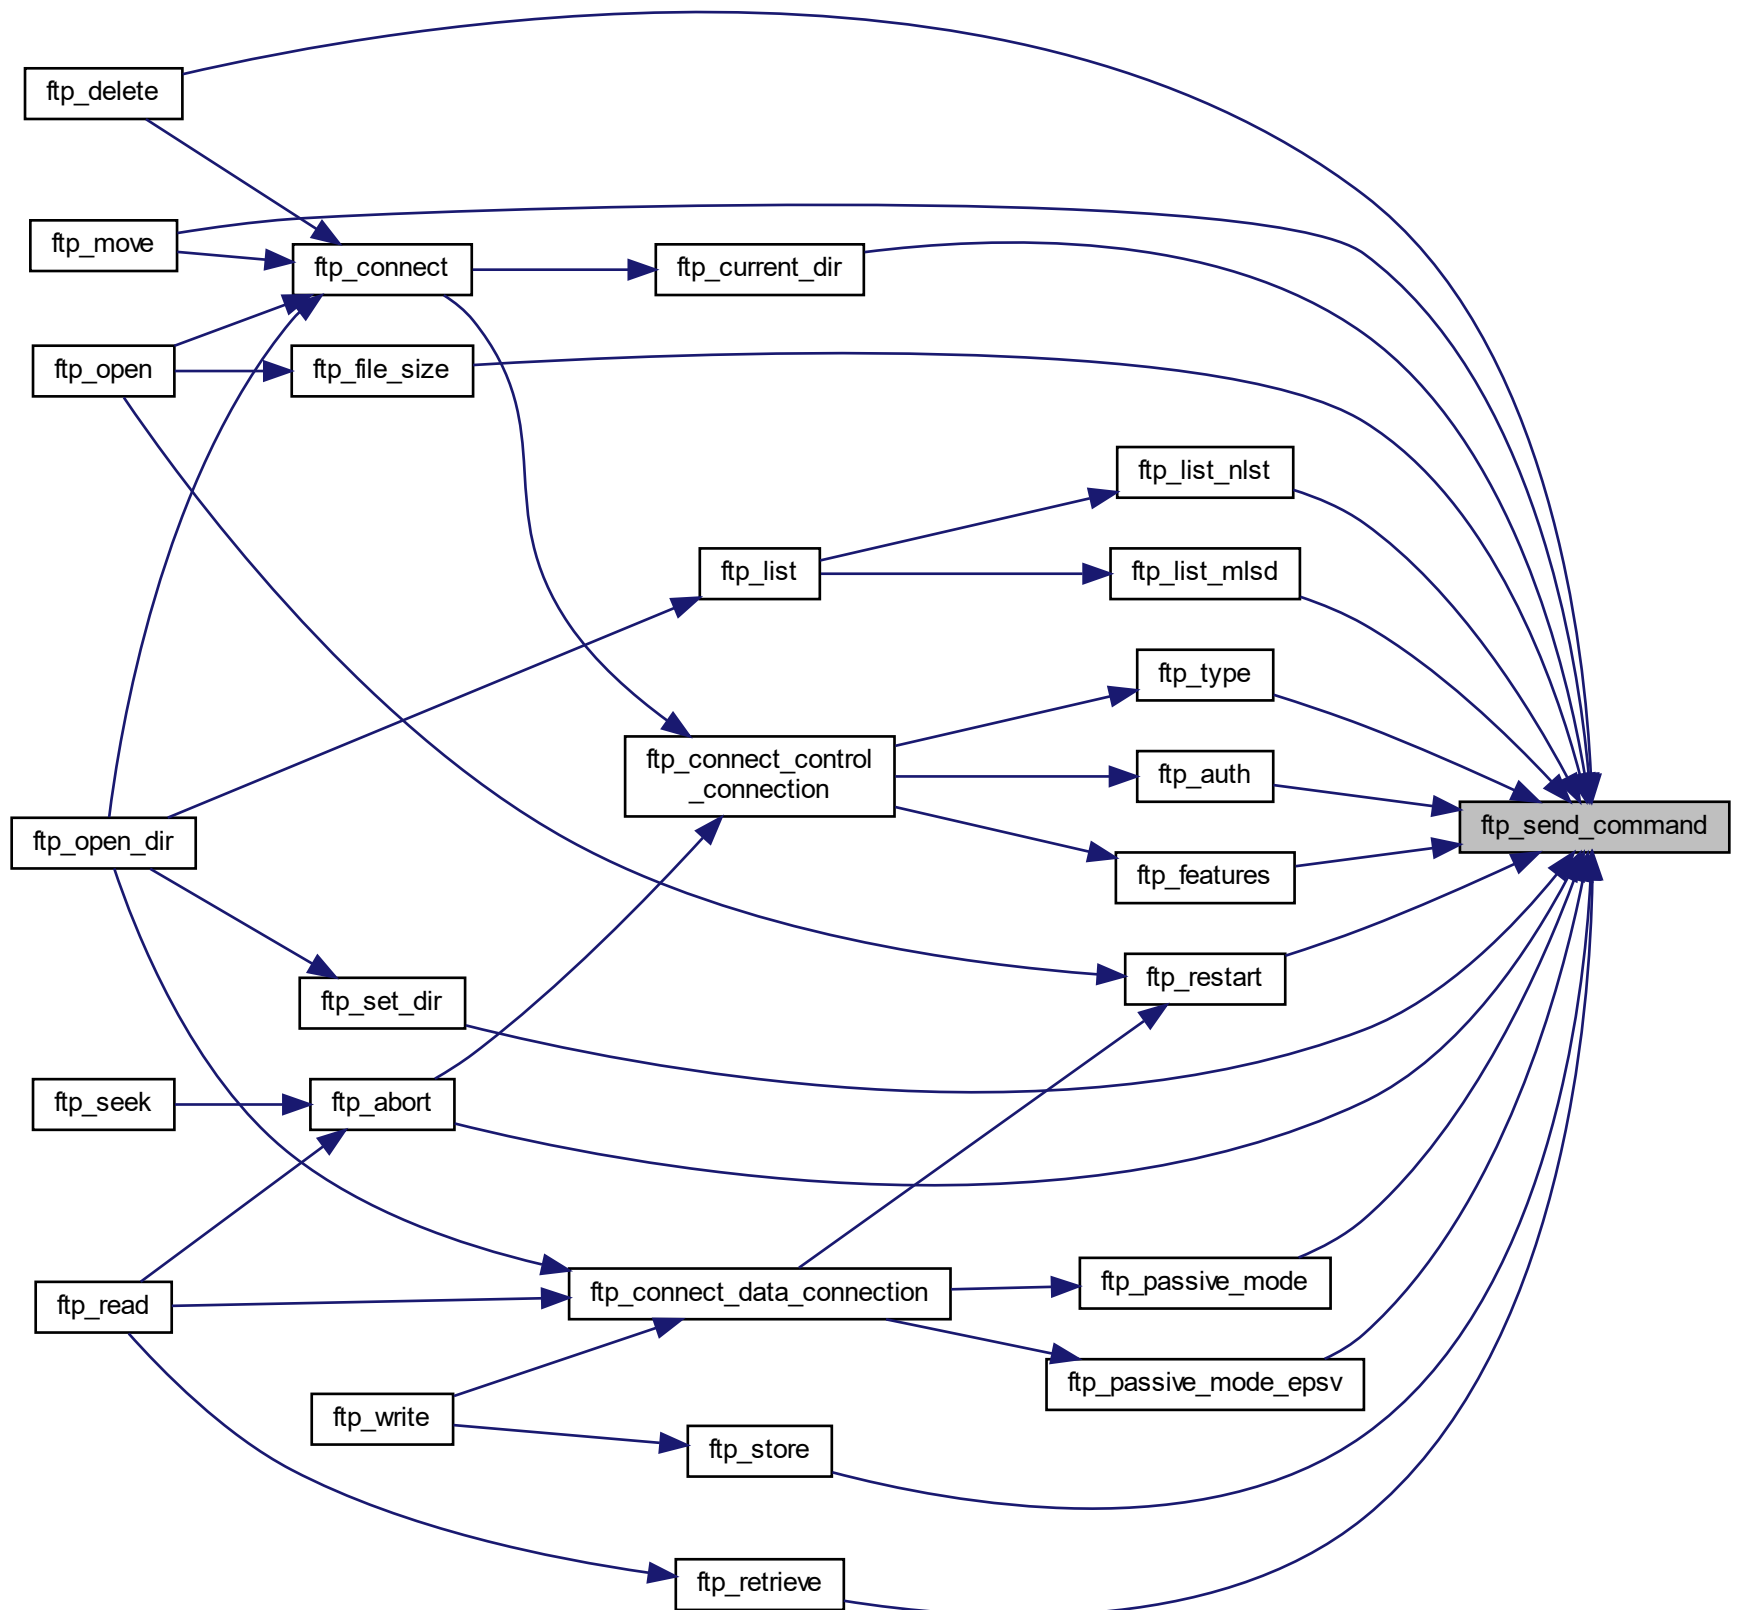 ftp_delete
ftp_move
ftp_connect
ftp_current_dir
ftp_open
ftp_file_size
ftp_list_nlst
ftp_list
ftp_list_mlsd
ftp_type
ftp_connect_control
_connection
ftp_auth
ftp_send_command
ftp_open_dir
ftp_features
ftp_restart
ftp_set_dir
ftp_seek
ftp_abort
ftp_passive_mode
ftp_connect_data_connection
ftp_read
ftp_passive_mode_epsv
ftp_write
ftp_store
ftp_retrieve